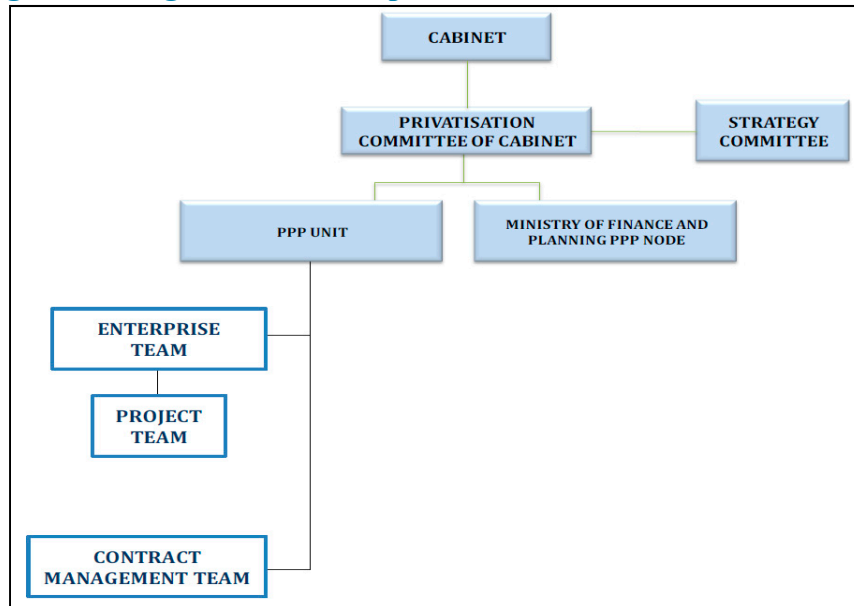 CABINET
PRIVATISATION
COMMITTEE OF CABINET
STRATEGY
COMMITTEE
PPP UNIT
MINISTRY OF FINANCE AND
PLANNING PPP NODE
ENTERPRISE
TEAM
PROJECT
TEAM
CONTRACT
MANAGEMENT TEAM